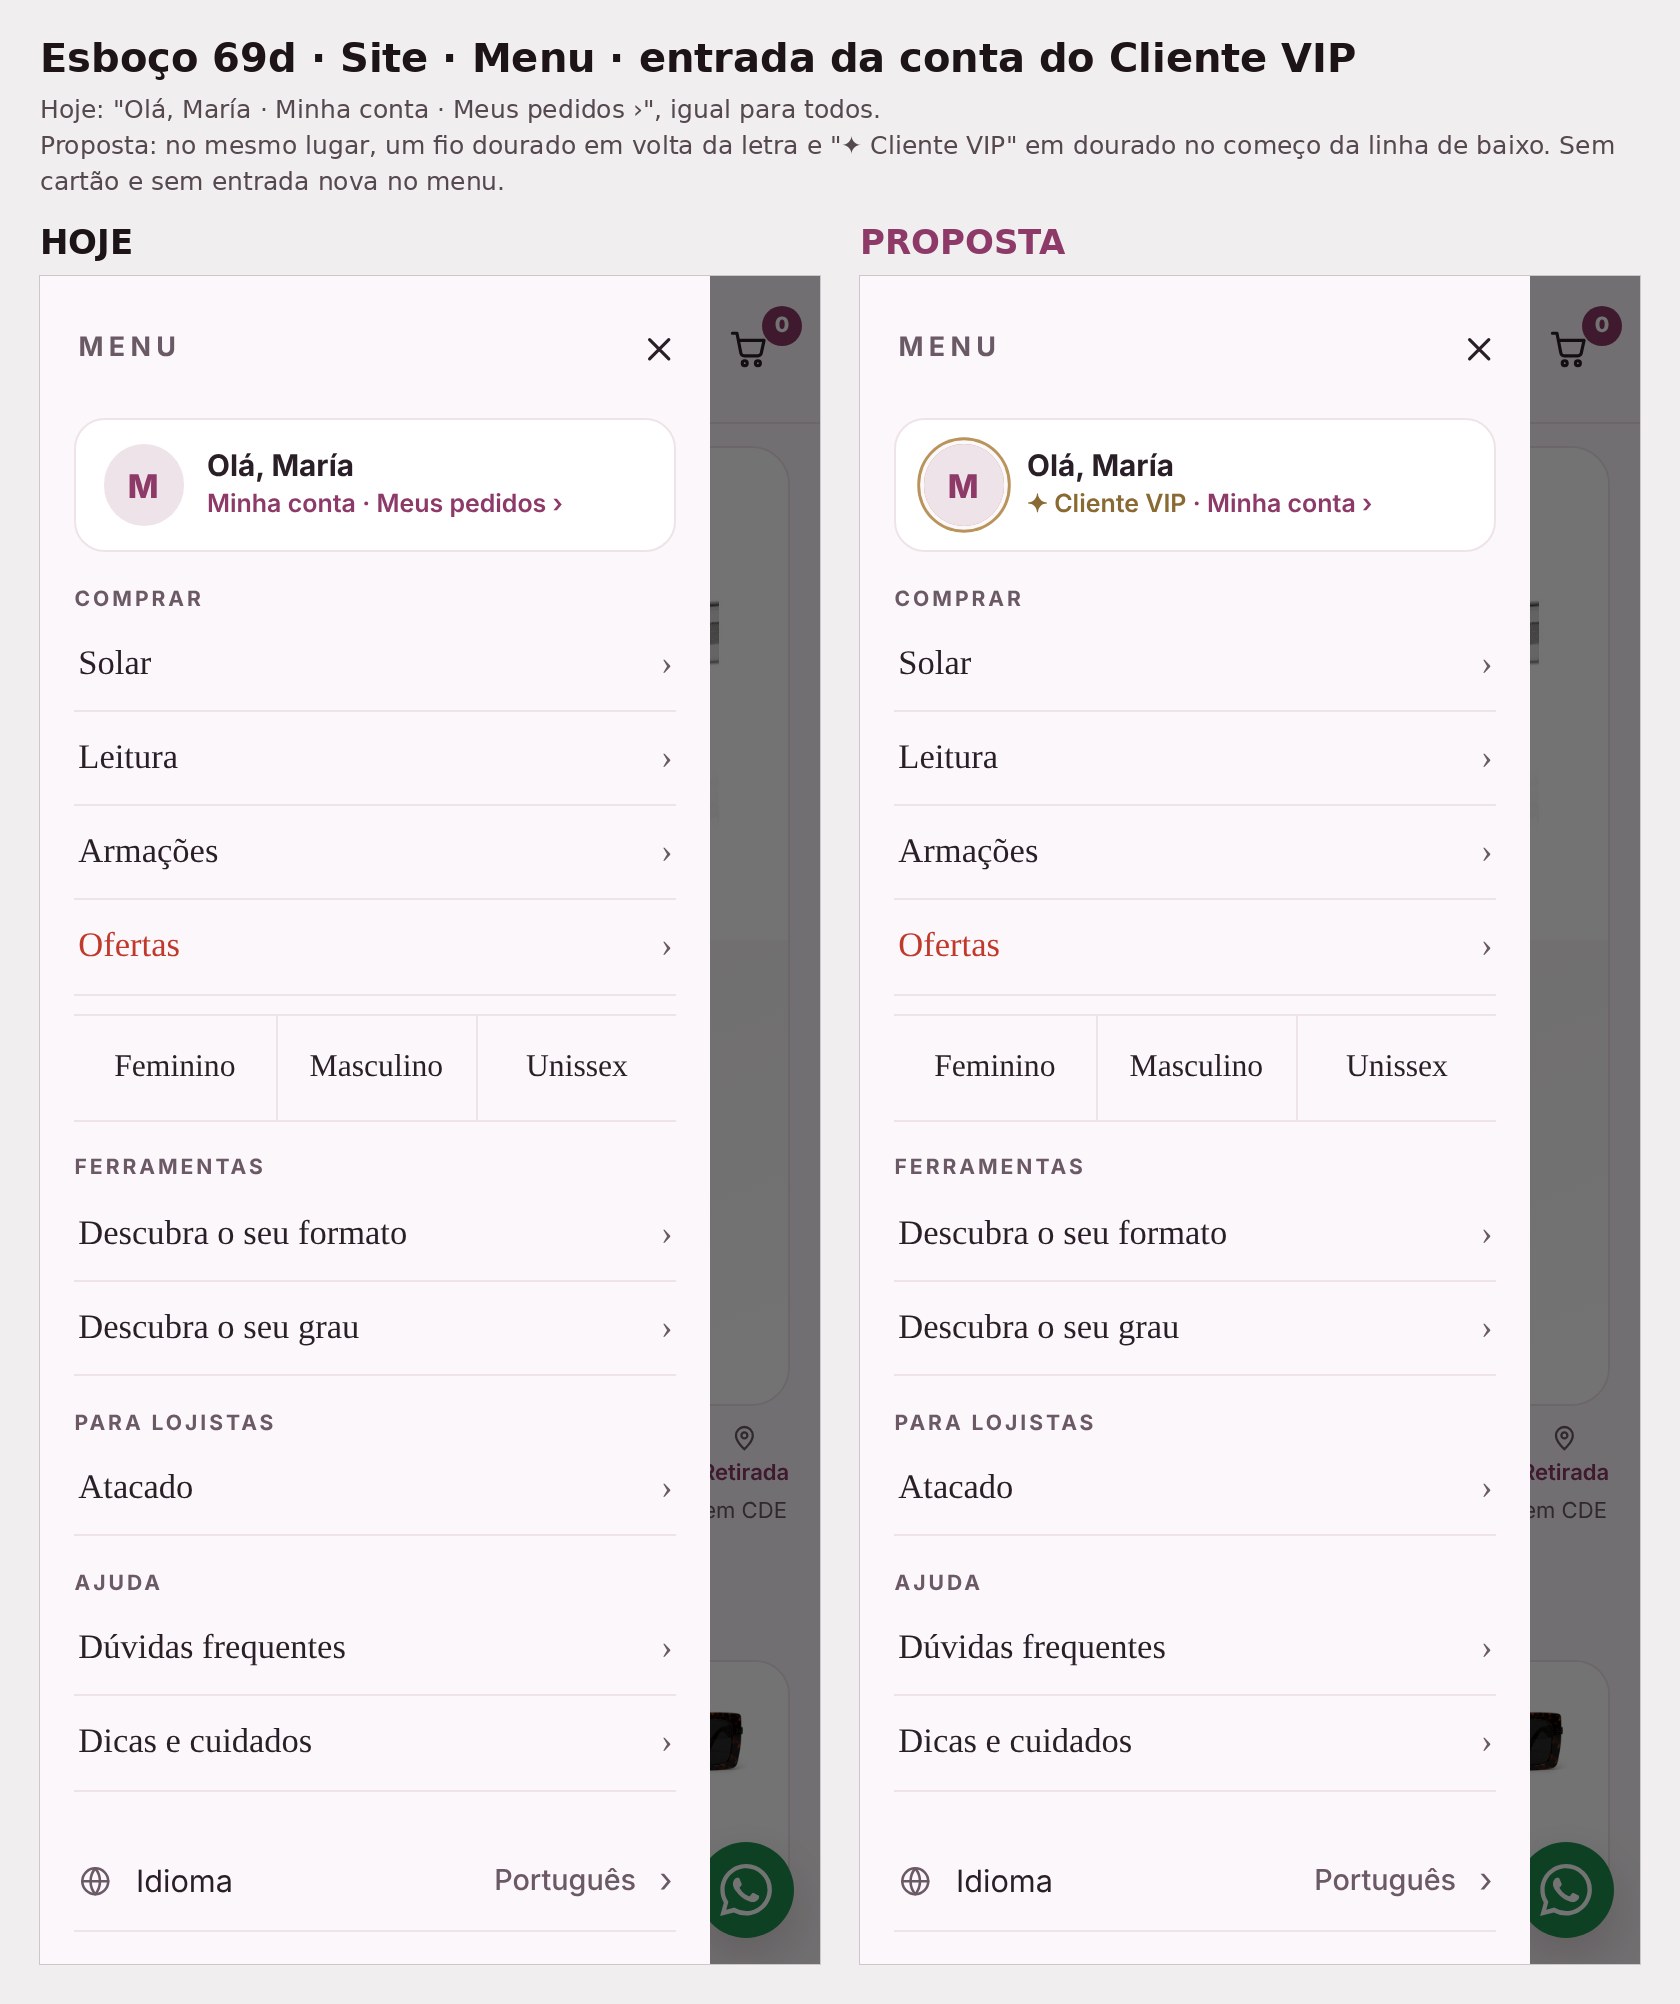 Esboço 69d · Site · Menu · entrada da conta do Cliente VIP
Hoje: "Olá, María · Minha conta · Meus pedidos ›", igual para todos.
Proposta: no mesmo lugar, um fio dourado em volta da letra e "✦ Cliente VIP" em dourado no começo da linha de baixo. Sem
cartão e sem entrada nova no menu.
HOJE
MENU
0
M
Olá, María
Minha conta · Meus pedidos ›
COMPRAR
Solar ›
Leitura ›
Armações ›
Ofertas ›
Feminino Masculino Unissex
FERRAMENTAS
Descubra o seu formato ›
Descubra o seu grau ›
PARA LOJISTAS
Atacado ›
Retirada
em CDE
AJUDA
Dúvidas frequentes ›
Dicas e cuidados ›
Idioma Português ›
PROPOSTA
MENU
0
M
Olá, María
✦ Cliente VIP · Minha conta ›
COMPRAR
Solar ›
Leitura ›
Armações ›
Ofertas ›
Feminino Masculino Unissex
FERRAMENTAS
Descubra o seu formato ›
Descubra o seu grau ›
PARA LOJISTAS
Atacado ›
Retirada
em CDE
AJUDA
Dúvidas frequentes ›
Dicas e cuidados ›
Idioma Português ›